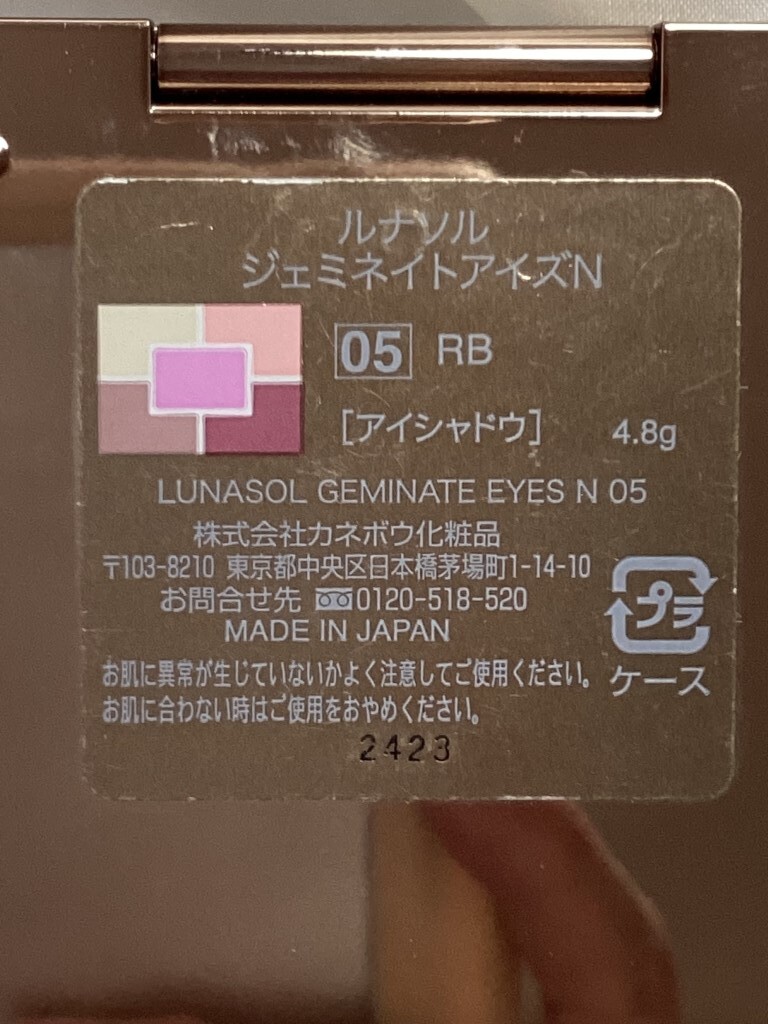 ルナソル
ジェミネイトアイズN
05 RB
[アイシャドウ] 4.8g
LUNASOL GEMINATE EYES N 05
株式会社カネボウ化粧品
〒103-8210 東京都中央区日本橋茅場町1-14-10
お問合せ先 0120-518-520
MADE IN JAPAN
プラ
ケース
お肌に異常が生じていないかよく注意してご使用ください。
お肌に合わない時はご使用をおやめください。
2423